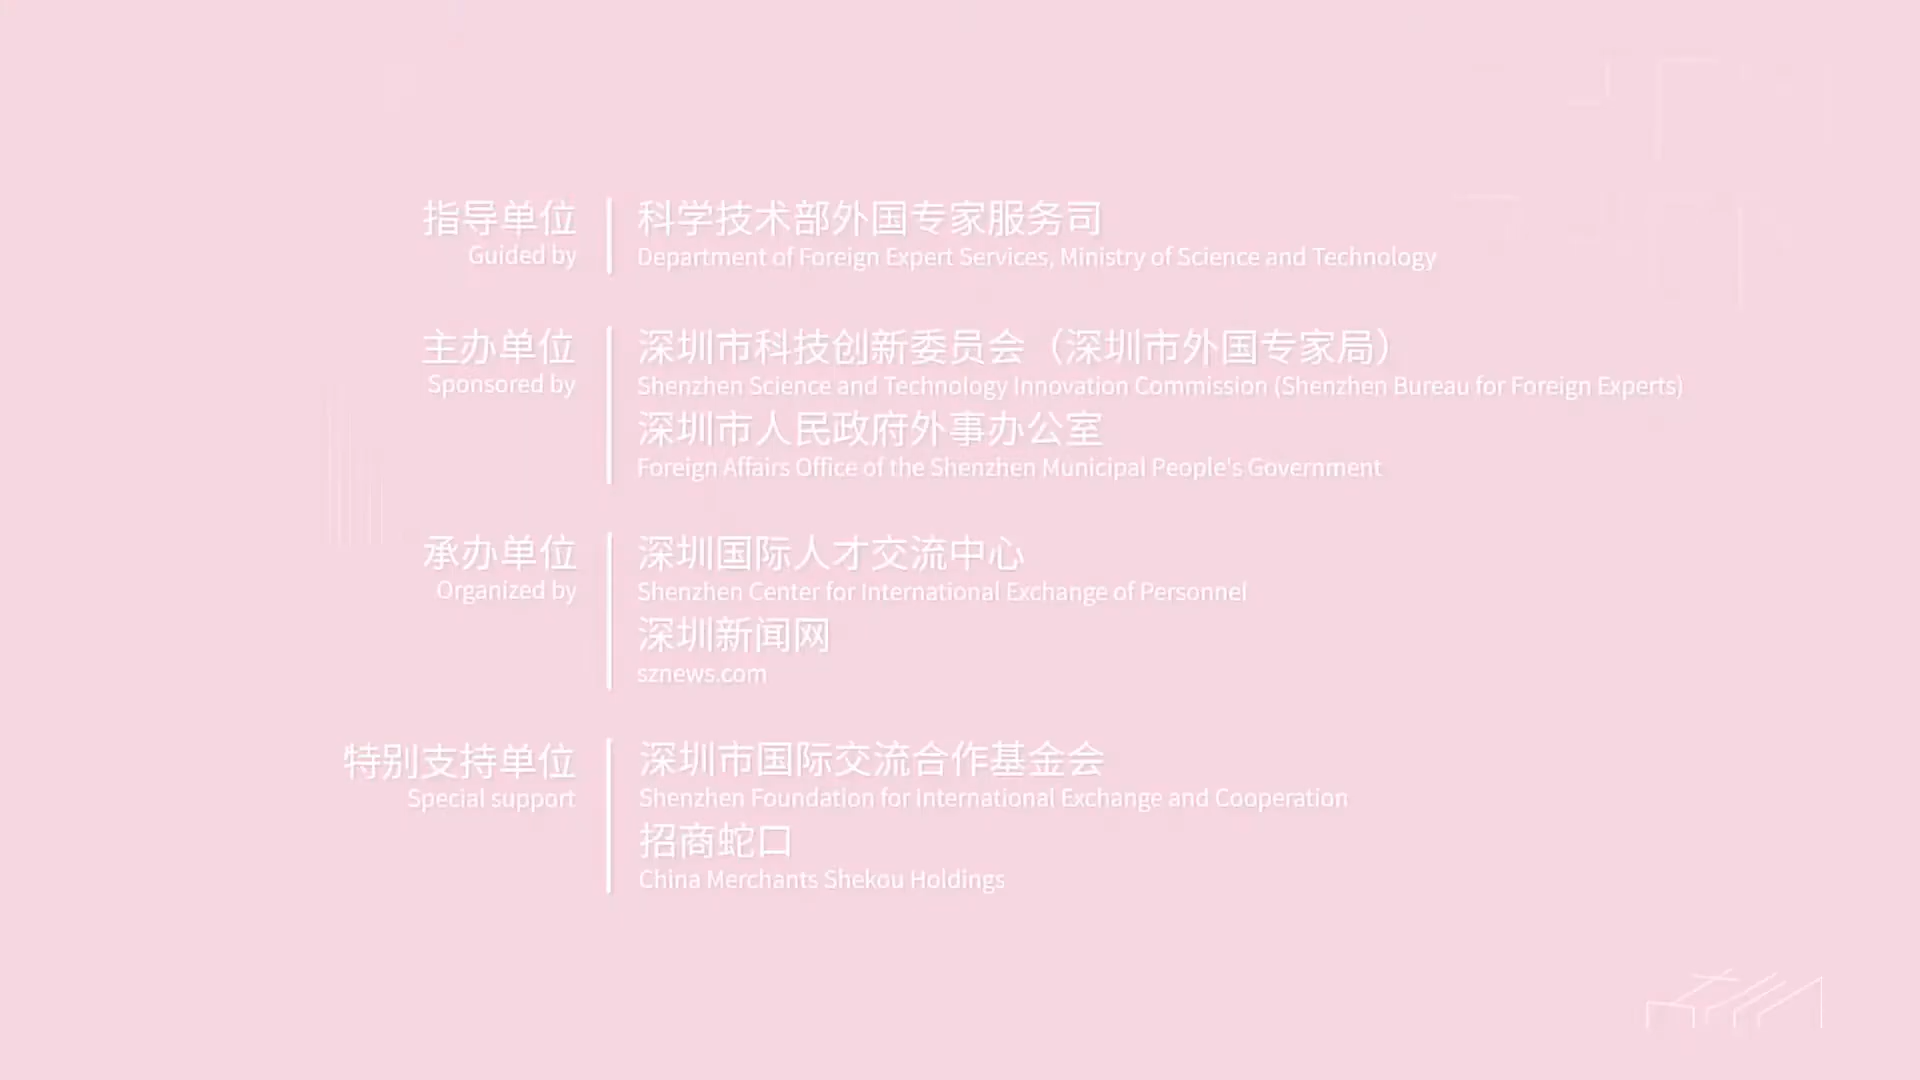 指导单位
Guided by
科学技术部外国专家服务司
Department of Foreign Expert Services, Ministry of Science and Technology
主办单位
Sponsored by
深圳市科技创新委员会（深圳市外国专家局）
Shenzhen Science and Technology Innovation Commission (Shenzhen Bureau for Foreign Experts)
深圳市人民政府外事办公室
Foreign Affairs Office of the Shenzhen Municipal People's Government
承办单位
Organized by
深圳国际人才交流中心
Shenzhen Center for International Exchange of Personnel
深圳新闻网
sznews.com
特别支持单位
Special support
深圳市国际交流合作基金会
Shenzhen Foundation for International Exchange and Cooperation
招商蛇口
China Merchants Shekou Holdings